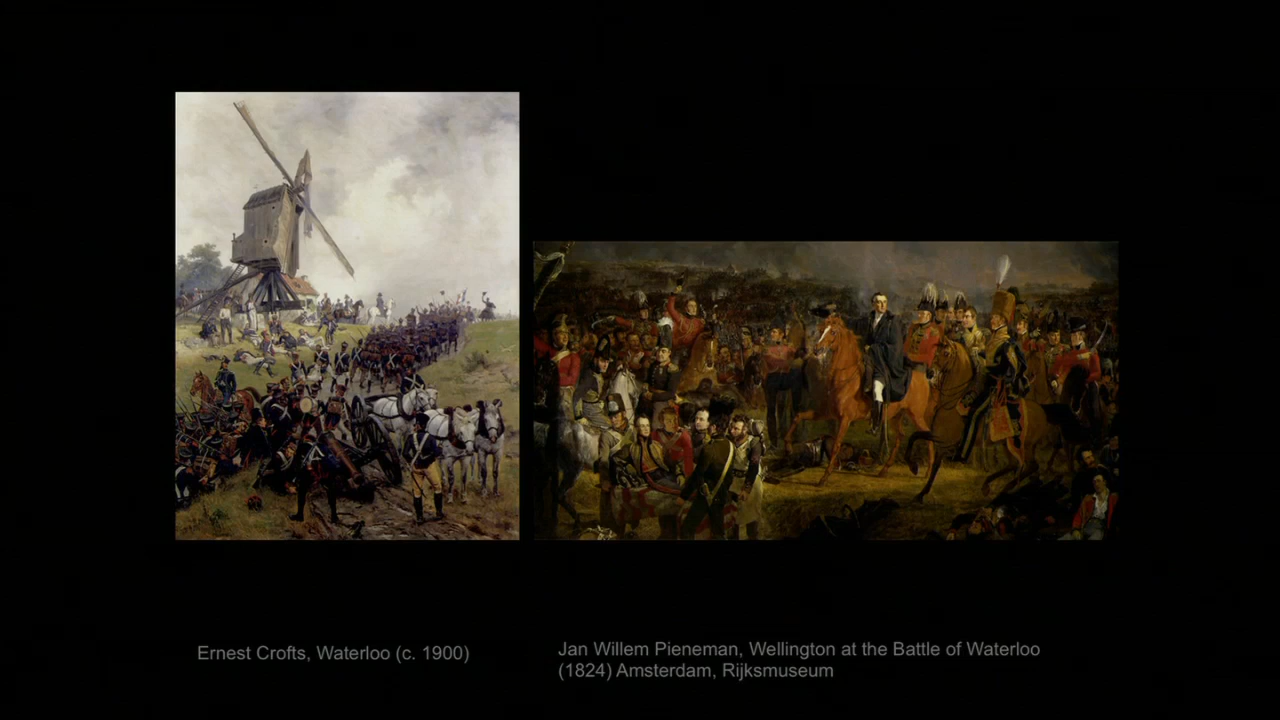 Ernest Crofts, Waterloo (c. 1900)
Jan Willem Pieneman, Wellington at the Battle of Waterloo
(1824) Amsterdam, Rijksmuseum